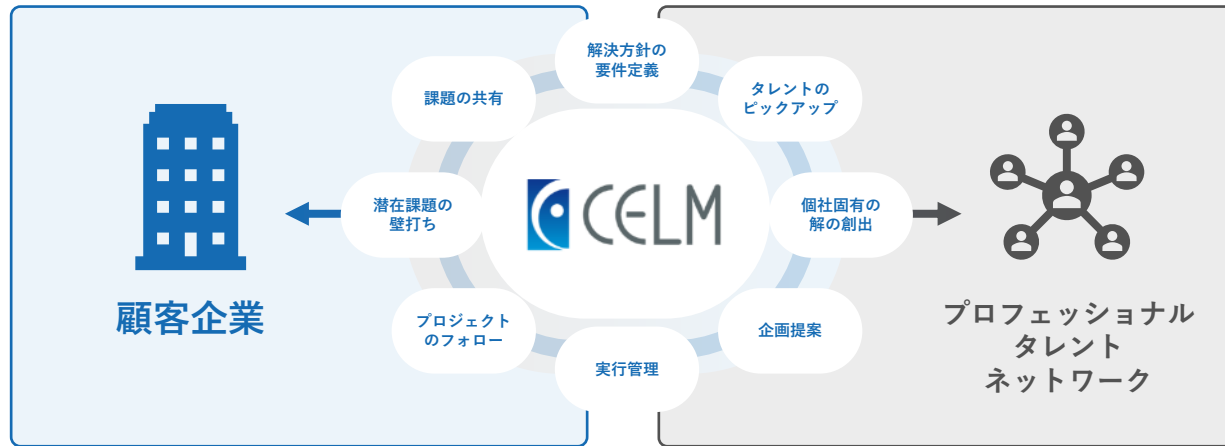 解決方針の
要件定義
課題の共有
タレントの
ピックアップ
潜在課題の
壁打ち
CELM
個社固有の
解の創出
顧客企業
プロフェッショナル
タレント
ネットワーク
プロジェクト
のフォロー
企画提案
実行管理